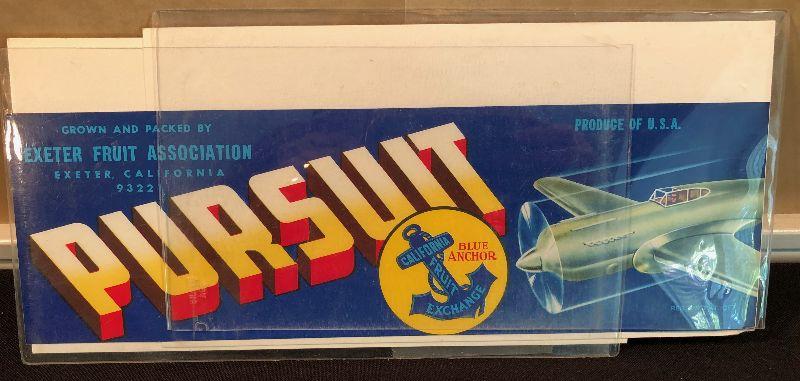 GROWN AND PACKED BY
EXETER FRUIT ASSOCIATION
EXETER, CALIFORNIA
9322
PRODUCE OF U.S.A.
PURSUIT
BLUE
ANCHOR
CALIFORNIA
FRUIT
EXCHANGE